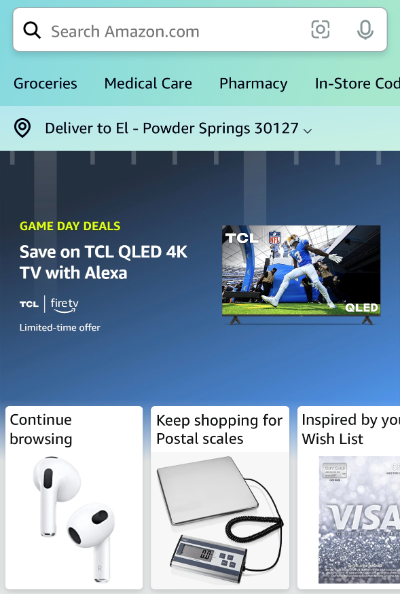 Search Amazon.com
Groceries Medical Care Pharmacy In-Store Cod
Deliver to El - Powder Springs 30127
GAME DAY DEALS
Save on TCL QLED 4K
TV with Alexa
TCL | fire tv
Limited-time offer
TCL NFL
QLED
Continue
browsing
Keep shopping for
Postal scales
Inspired by you
Wish List
VISA